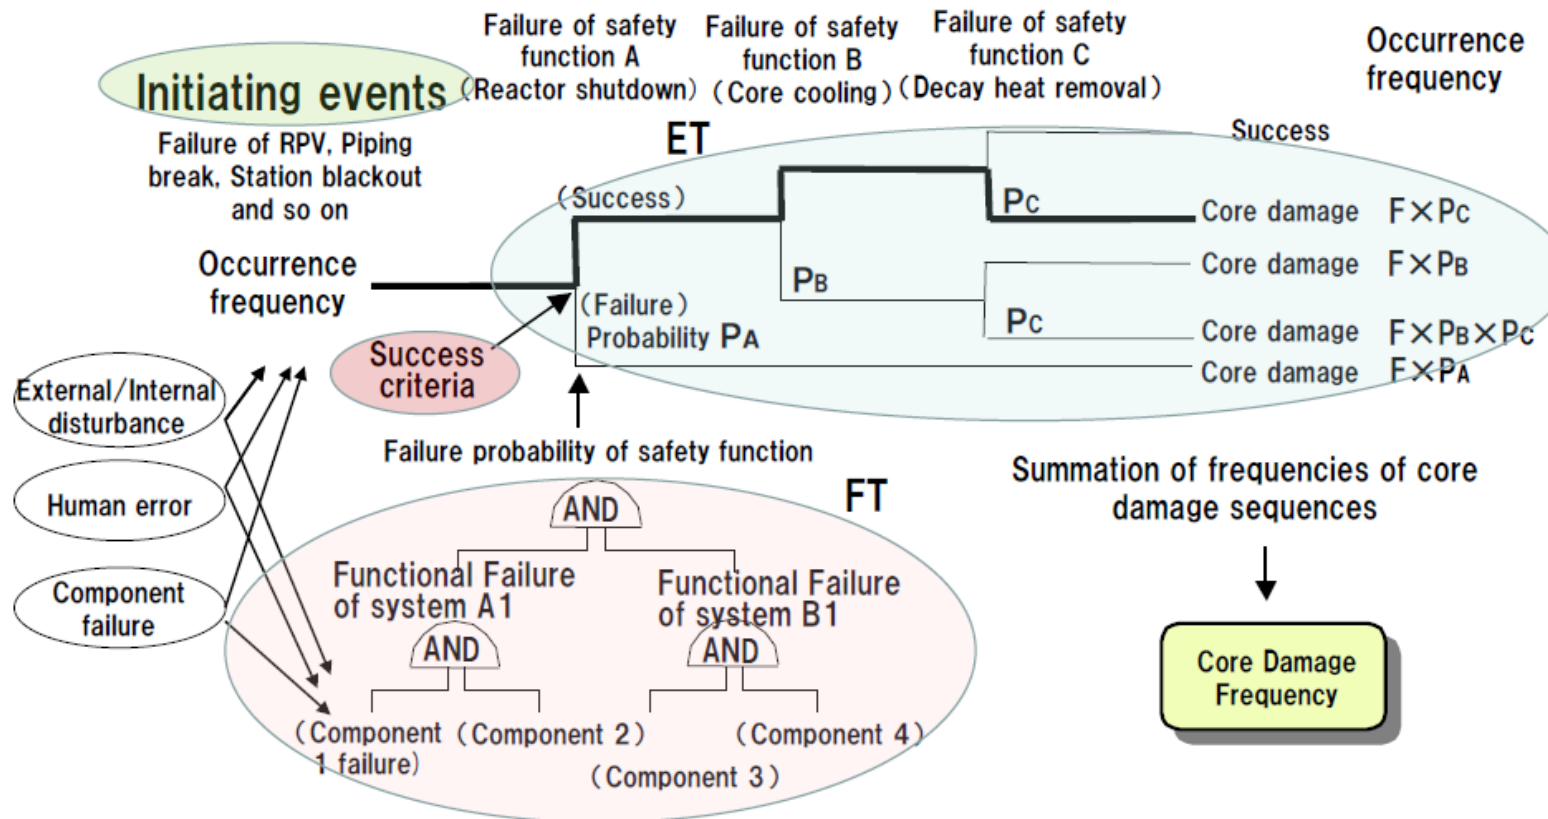 Failure of safety
function A
(Reactor shutdown)
Failure of safety
function B
(Core cooling)
Failure of safety
function C
(Decay heat removal)
Occurrence
frequency
Initiating events
Failure of RPV, Piping
break, Station blackout
and so on
ET
Success
(Success)
PC
Core damage F×PC
Occurrence
frequency
PB
Core damage F×PB
(Failure)
Probability PA
PC
Core damage F×PB×PC
Core damage F×PA
Success
criteria
External/Internal
disturbance
Human error
Component
failure
Failure probability of safety function
FT
AND
Functional Failure
of system A1
Functional Failure
of system B1
AND
AND
(Component
1 failure)
(Component 2)
(Component 3)
(Component 4)
Summation of frequencies of core
damage sequences
Core Damage
Frequency